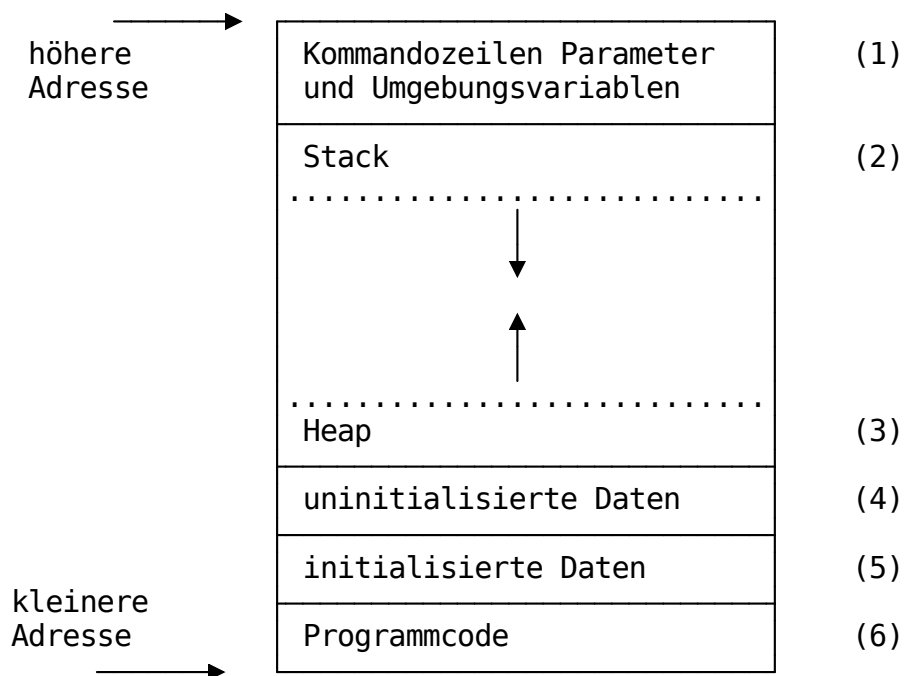 höhere
Adresse
Kommandozeilen Parameter
und Umgebungsvariablen
(1)
Stack
(2)
Heap
(3)
uninitialisierte Daten
(4)
initialisierte Daten
(5)
kleinere
Adresse
Programmcode
(6)